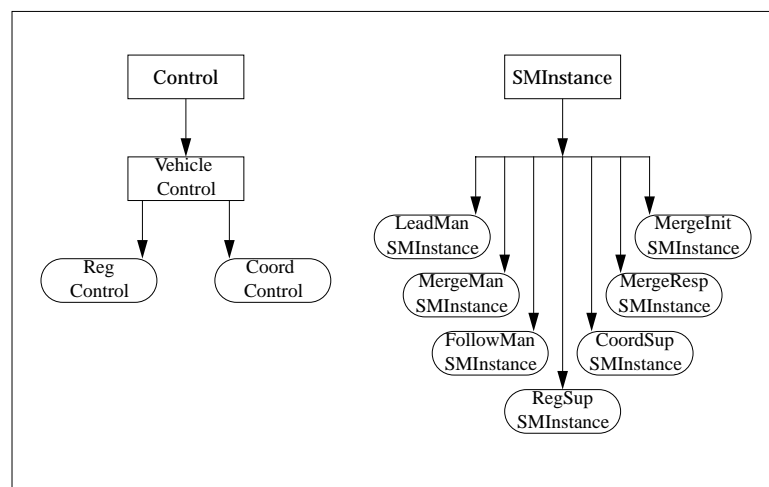 Control
SMInstance
Vehicle
Control
Reg
Control
Coord
Control
LeadMan
SMInstance
MergeInit
SMInstance
MergeMan
SMInstance
MergeResp
SMInstance
FollowMan
SMInstance
CoordSup
SMInstance
RegSup
SMInstance